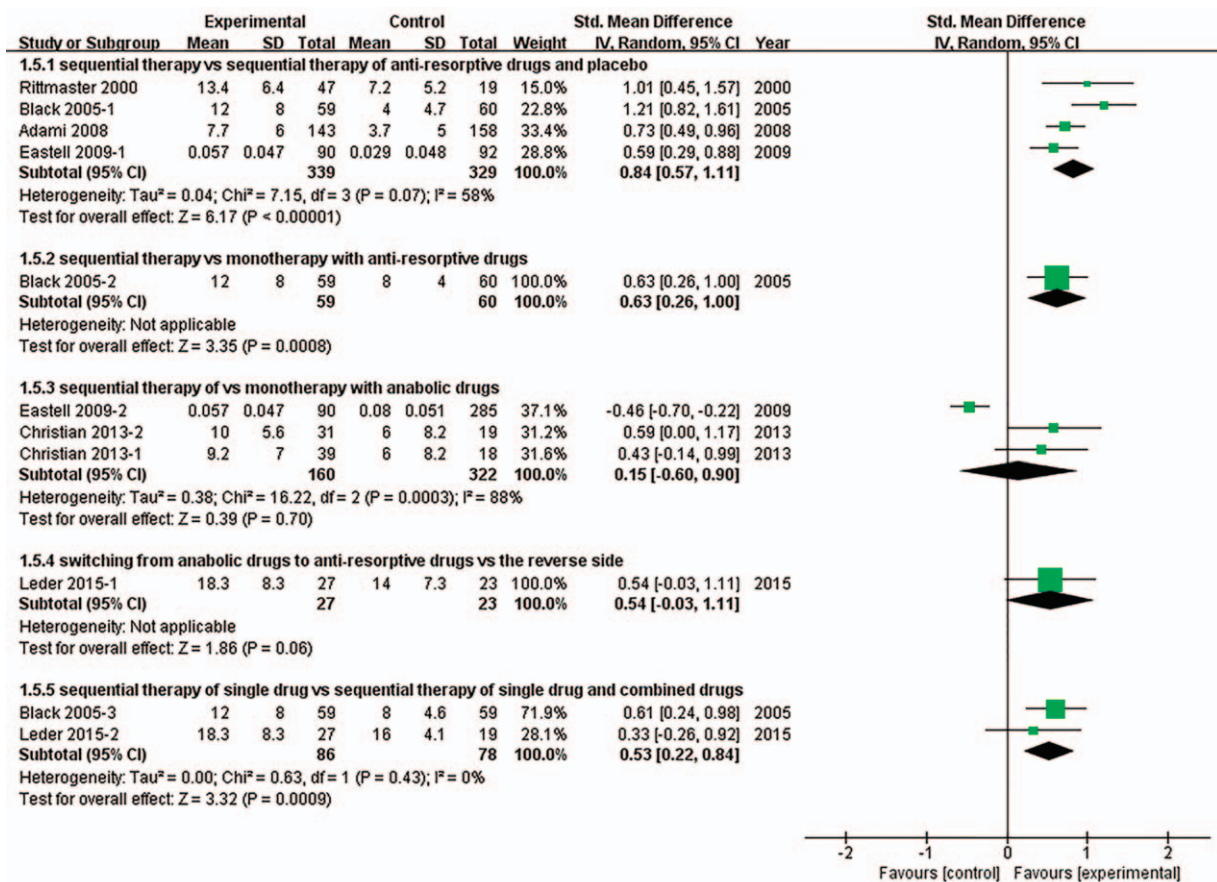 Experimental Control Std. Mean Difference Std. Mean Difference
Study or Subgroup Mean SD Total Mean SD Total Weight IV, Random, 95% CI Year IV, Random, 95% CI
1.5.1 sequential therapy vs sequential therapy of anti-resorptive drugs and placebo
Rittmaster 2000 13.4 6.4 47 7.2 5.2 19 15.0% 1.01 [0.45, 1.57] 2000
Black 2005-1 12 8 59 4 4.7 60 22.8% 1.21 [0.82, 1.61] 2005
Adami 2008 7.7 6 143 3.7 5 158 33.4% 0.73 [0.49, 0.96] 2008
Eastell 2009-1 0.057 0.047 90 0.029 0.048 92 28.8% 0.59 [0.29, 0.88] 2009
Subtotal (95% CI) 339 329 100.0% 0.84 [0.57, 1.11]
Heterogeneity: Tau² = 0.04; Chi² = 7.15, df = 3 (P = 0.07); I² = 58%
Test for overall effect: Z = 6.17 (P < 0.00001)
1.5.2 sequential therapy vs monotherapy with anti-resorptive drugs
Black 2005-2 12 8 59 8 4 60 100.0% 0.63 [0.26, 1.00] 2005
Subtotal (95% CI) 59 60 100.0% 0.63 [0.26, 1.00]
Heterogeneity: Not applicable
Test for overall effect: Z = 3.35 (P = 0.0008)
1.5.3 sequential therapy of vs monotherapy with anabolic drugs
Eastell 2009-2 0.057 0.047 90 0.08 0.051 285 37.1% -0.46 [-0.70, -0.22] 2009
Christian 2013-2 10 5.6 31 6 8.2 19 31.2% 0.59 [0.00, 1.17] 2013
Christian 2013-1 9.2 7 39 6 8.2 18 31.6% 0.43 [-0.14, 0.99] 2013
Subtotal (95% CI) 160 322 100.0% 0.15 [-0.60, 0.90]
Heterogeneity: Tau² = 0.38; Chi² = 16.22, df = 2 (P = 0.0003); I² = 88%
Test for overall effect: Z = 0.39 (P = 0.70)
1.5.4 switching from anabolic drugs to anti-resorptive drugs vs the reverse side
Leder 2015-1 18.3 8.3 27 14 7.3 23 100.0% 0.54 [-0.03, 1.11] 2015
Subtotal (95% CI) 27 23 100.0% 0.54 [-0.03, 1.11]
Heterogeneity: Not applicable
Test for overall effect: Z = 1.86 (P = 0.06)
1.5.5 sequential therapy of single drug vs sequential therapy of single drug and combined drugs
Black 2005-3 12 8 59 8 4.6 59 71.9% 0.61 [0.24, 0.98] 2005
Leder 2015-2 18.3 8.3 27 16 4.1 19 28.1% 0.33 [-0.26, 0.92] 2015
Subtotal (95% CI) 86 78 100.0% 0.53 [0.22, 0.84]
Heterogeneity: Tau² = 0.00; Chi² = 0.63, df = 1 (P = 0.43); I² = 0%
Test for overall effect: Z = 3.32 (P = 0.0009)
-2 -1 0 1 2
Favours [control] Favours [experimental]